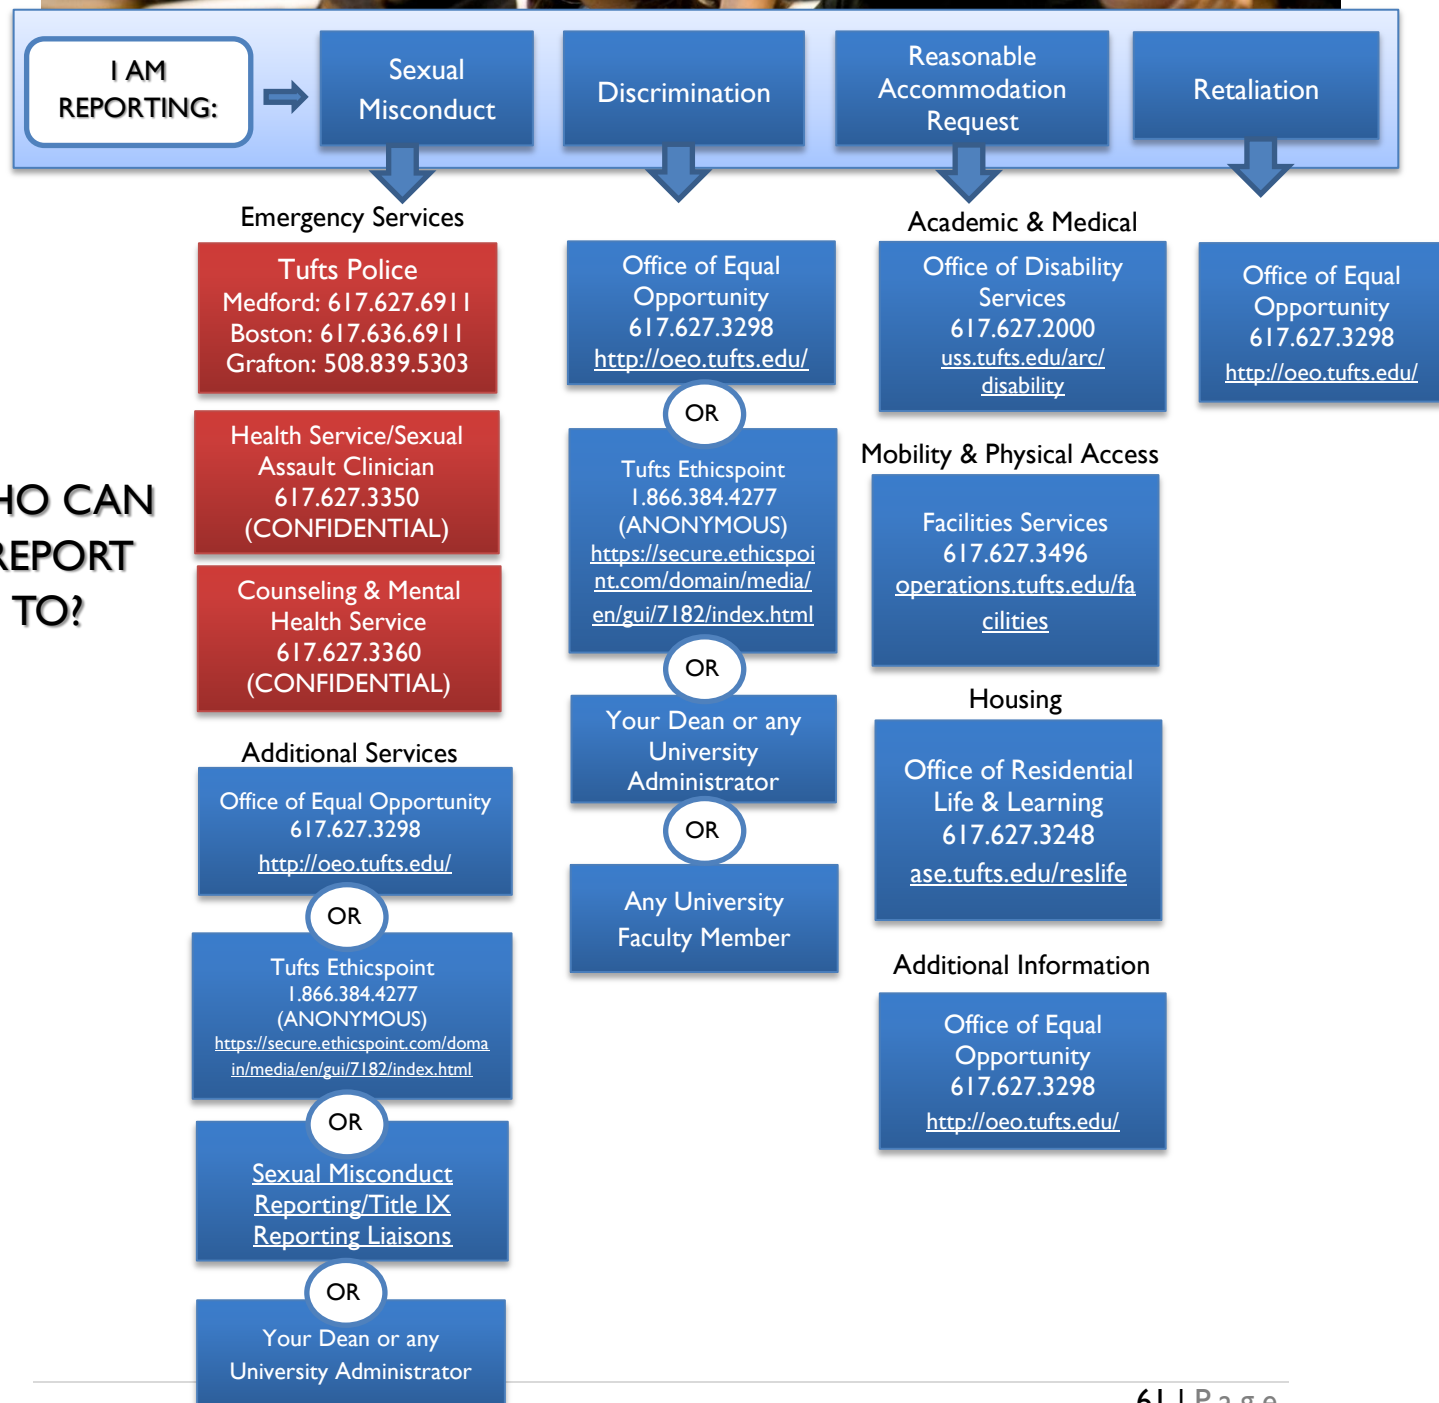 I AM
REPORTING:
Sexual
Misconduct
Discrimination
Reasonable
Accommodation
Request
Retaliation
HO CAN
REPORT
TO?
Emergency Services
Tufts Police
Medford: 617.627.6911
Boston: 617.636.6911
Grafton: 508.839.5303
Health Service/Sexual
Assault Clinician
617.627.3350
(CONFIDENTIAL)
Counseling & Mental
Health Service
617.627.3360
(CONFIDENTIAL)
Additional Services
Office of Equal Opportunity
617.627.3298
http://oeo.tufts.edu/
OR
Tufts Ethicspoint
1.866.384.4277
(ANONYMOUS)
https://secure.ethicspoint.com/doma
in/media/en/gui/7182/index.html
OR
Sexual Misconduct
Reporting/Title IX
Reporting Liaisons
OR
Your Dean or any
University Administrator
Office of Equal
Opportunity
617.627.3298
http://oeo.tufts.edu/
OR
Tufts Ethicspoint
1.866.384.4277
(ANONYMOUS)
https://secure.ethicspoi
nt.com/domain/media/
en/gui/7182/index.html
OR
Your Dean or any
University
Administrator
OR
Any University
Faculty Member
Academic & Medical
Office of Disability
Services
617.627.2000
uss.tufts.edu/arc/
disability
Mobility & Physical Access
Facilities Services
617.627.3496
operations.tufts.edu/fa
cilities
Housing
Office of Residential
Life & Learning
617.627.3248
ase.tufts.edu/reslife
Additional Information
Office of Equal
Opportunity
617.627.3298
http://oeo.tufts.edu/
Office of Equal
Opportunity
617.627.3298
http://oeo.tufts.edu/
61 | Page